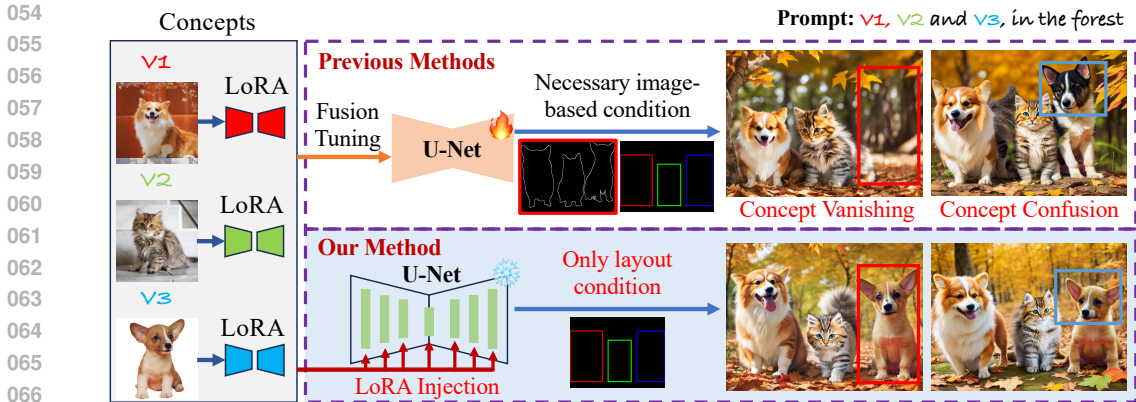 054
055
056
057
058
059
060
061
062
063
064
065
066
Concepts
V1
LoRA
V2
LoRA
V3
LoRA
Prompt: V1, V2 and V3, in the forest
Previous Methods
Fusion
Tuning
U-Net
Necessary image-
based condition
Concept Vanishing
Concept Confusion
Our Method
U-Net
LoRA Injection
Only layout
condition